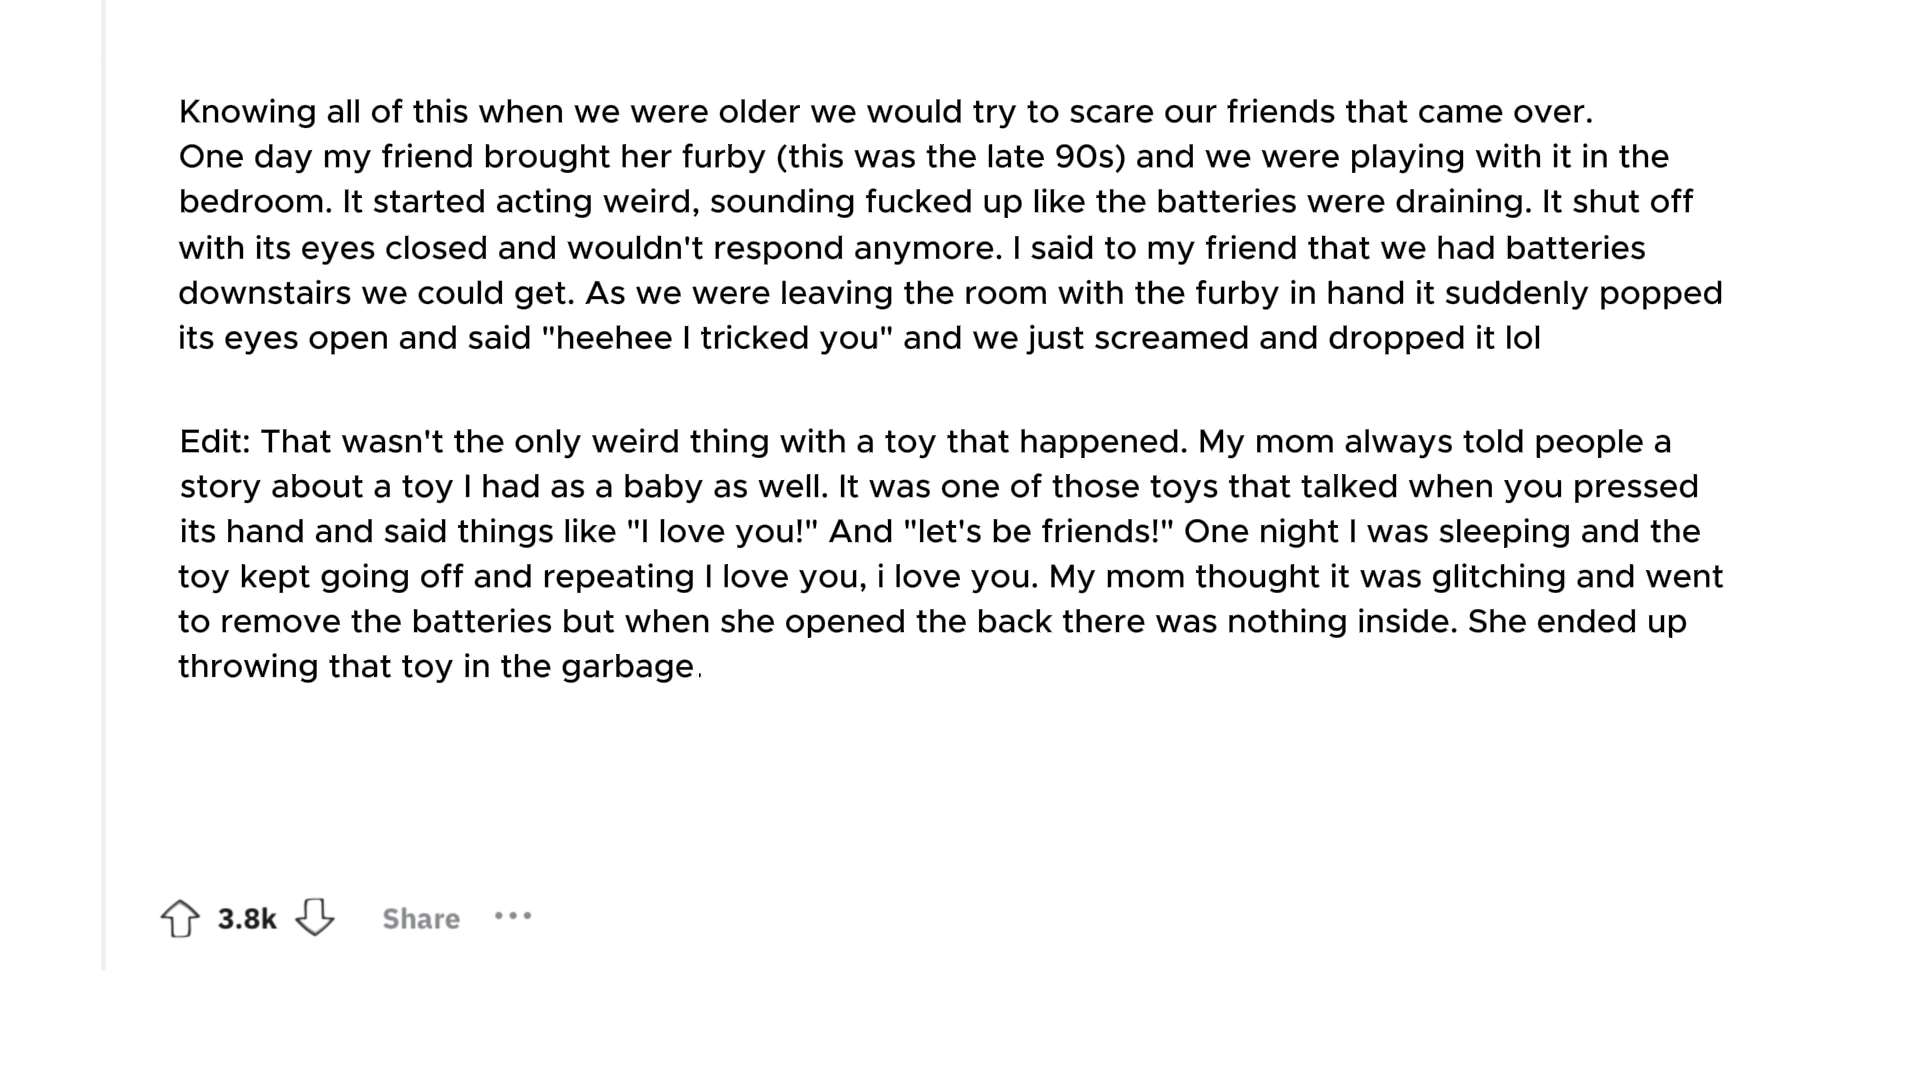 Knowing all of this when we were older we would try to scare our friends that came over.
One day my friend brought her furby (this was the late 90s) and we were playing with it in the
bedroom. It started acting weird, sounding fucked up like the batteries were draining. It shut off
with its eyes closed and wouldn't respond anymore. I said to my friend that we had batteries
downstairs we could get. As we were leaving the room with the furby in hand it suddenly popped
its eyes open and said "heehee I tricked you" and we just screamed and dropped it lol
Edit: That wasn't the only weird thing with a toy that happened. My mom always told people a
story about a toy I had as a baby as well. It was one of those toys that talked when you pressed
its hand and said things like "I love you!" And "let's be friends!" One night I was sleeping and the
toy kept going off and repeating I love you, i love you. My mom thought it was glitching and went
to remove the batteries but when she opened the back there was nothing inside. She ended up
throwing that toy in the garbage.
3.8k Share